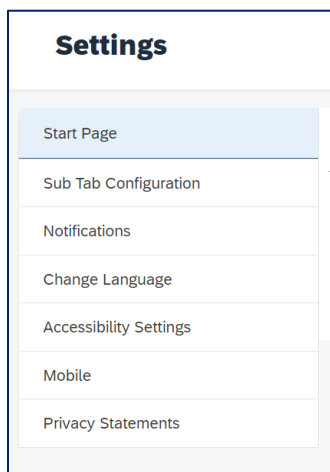 Settings
Start Page
Sub Tab Configuration
Notifications
Change Language
Accessibility Settings
Mobile
Privacy Statements